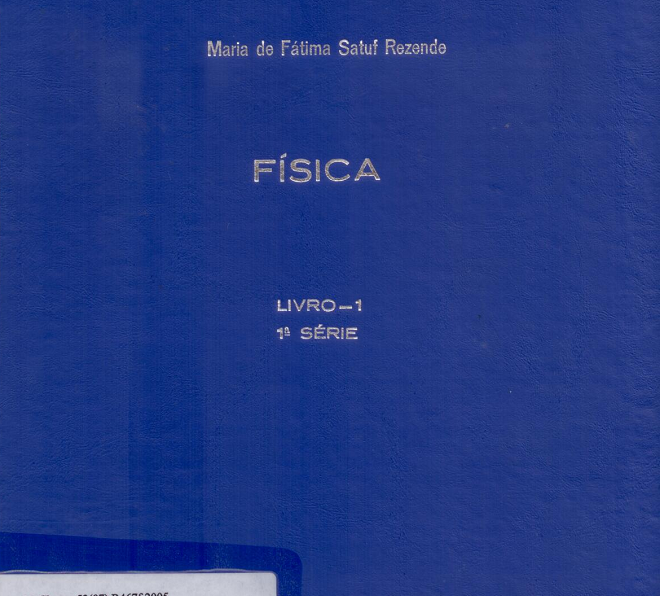 Maria de Fátima Satuf Rezende
FÍSICA
LIVRO – 1
1ª SÉRIE